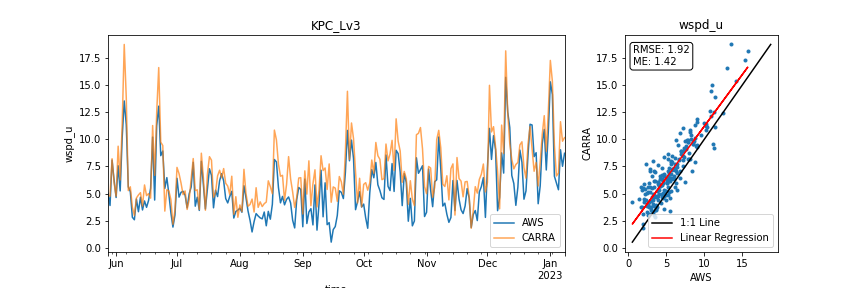 KPC_Lv3
wspd_u
17.5
15.0
12.5
10.0
7.5
5.0
2.5
0.0
AWS
CARRA
Jun
Jul
Aug
Sep
Oct
Nov
Dec
Jan
2023
time
wspd_u
CARRA
17.5
15.0
12.5
10.0
7.5
5.0
2.5
0.0
RMSE: 1.92
ME: 1.42
1:1 Line
Linear Regression
0
5
10
15
AWS